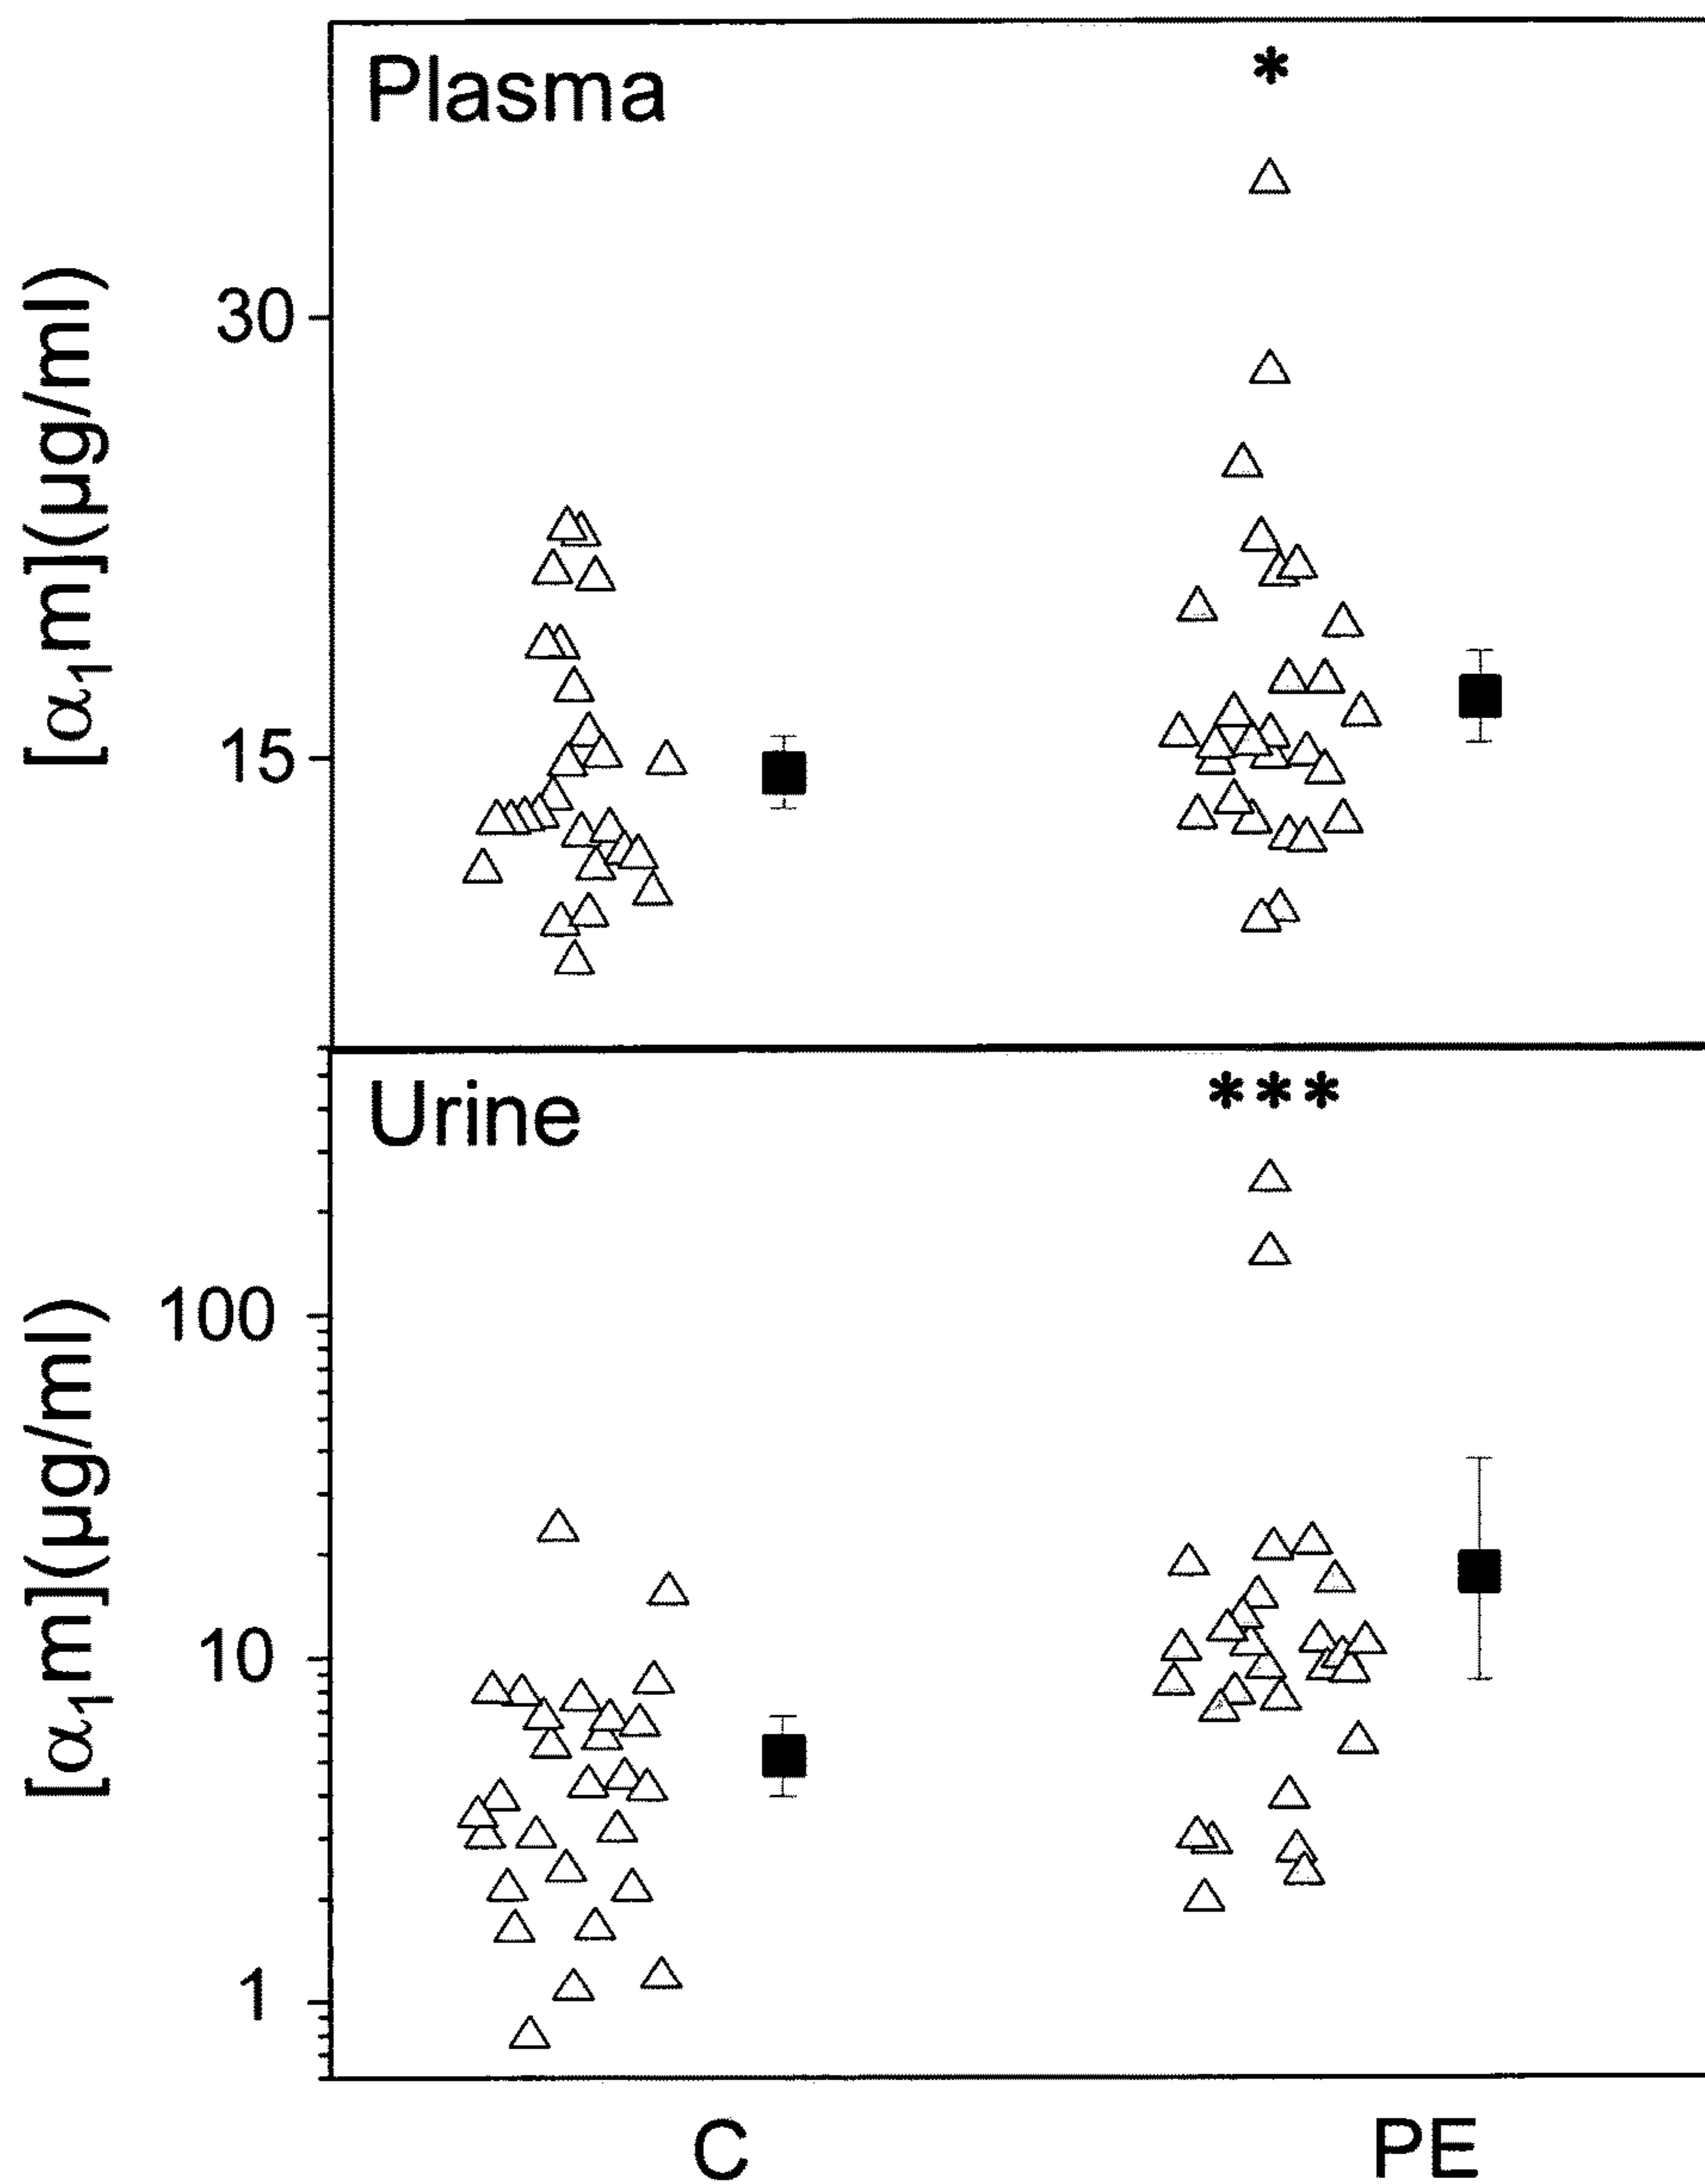 Plasma
*
30
15
[α1m](µg/ml)
Urine
***
100
10
1
[α1m](µg/ml)
C PE